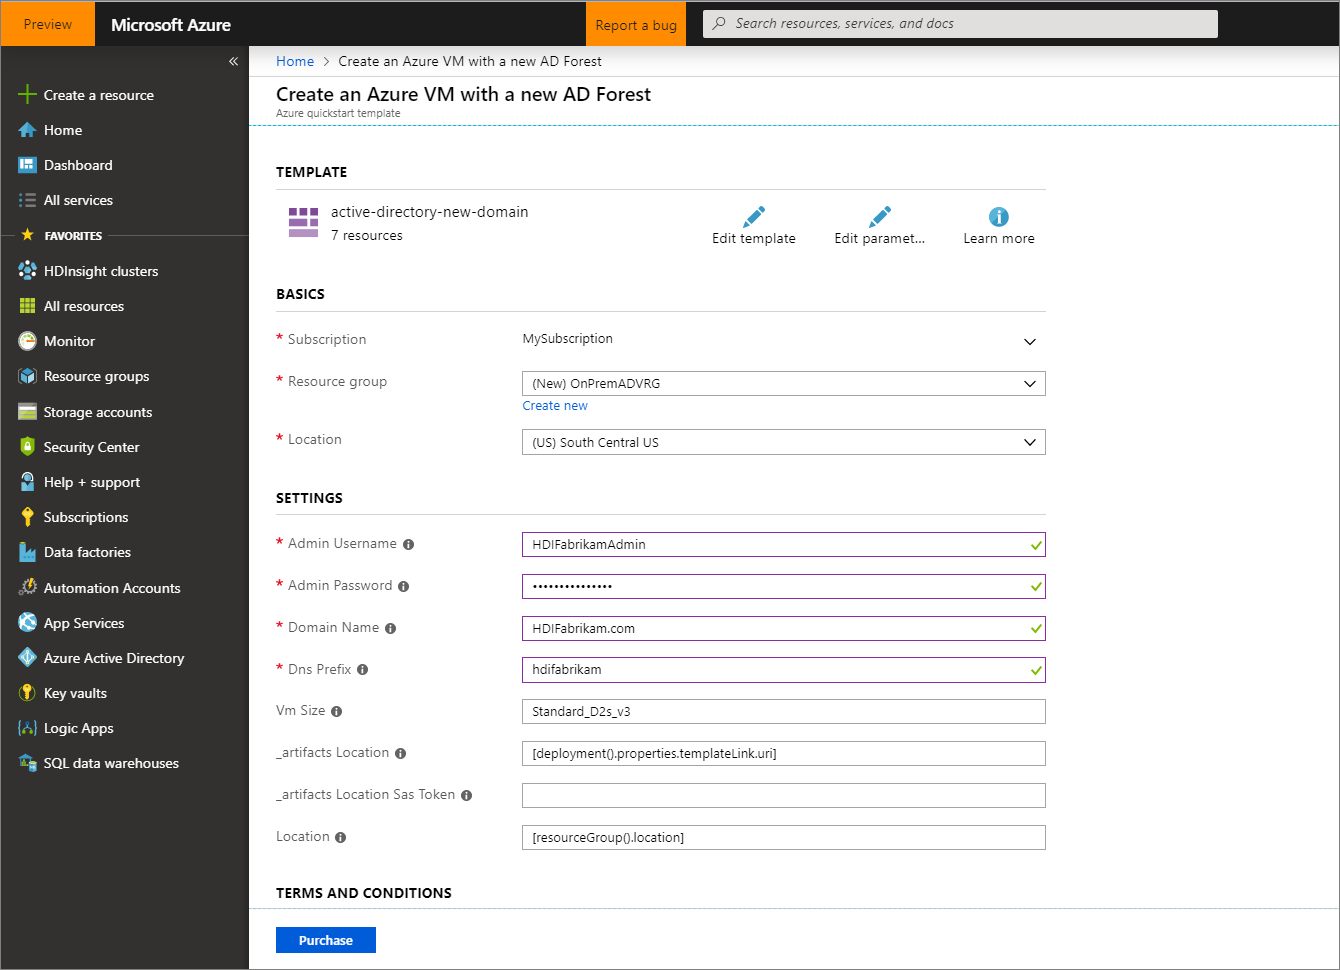 Preview
Microsoft Azure
Report a bug
Search resources, services, and docs
«
Create a resource
Home
Dashboard
All services
FAVORITES
HDInsight clusters
All resources
Monitor
Resource groups
Storage accounts
Security Center
Help + support
Subscriptions
Data factories
Automation Accounts
App Services
Azure Active Directory
Key vaults
Logic Apps
SQL data warehouses
Home > Create an Azure VM with a new AD Forest
Create an Azure VM with a new AD Forest
Azure quickstart template
TEMPLATE
active-directory-new-domain
7 resources
Edit template
Edit paramet...
Learn more
BASICS
* Subscription
MySubscription
* Resource group
(New) OnPremADVRG
Create new
* Location
(US) South Central US
SETTINGS
* Admin Username
HDIFabrikamAdmin
* Admin Password
•••••••••••••••
* Domain Name
HDIFabrikam.com
* Dns Prefix
hdifabrikam
Vm Size
Standard_D2s_v3
_artifacts Location
[deployment().properties.templateLink.uri]
_artifacts Location Sas Token
Location
[resourceGroup().location]
TERMS AND CONDITIONS
Purchase